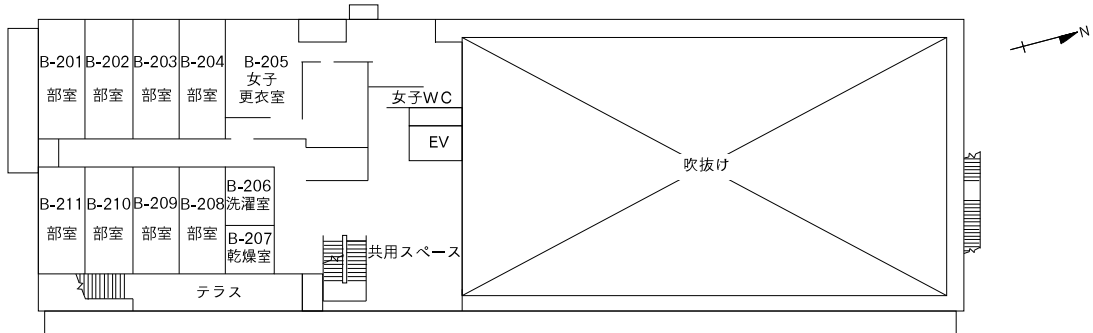 N
B-201
部室
B-202
部室
B-203
部室
B-204
部室
B-205
女子
更衣室
女子WC
EV
吹抜け
B-211
部室
B-210
部室
B-209
部室
B-208
部室
B-206
洗濯室
B-207
乾燥室
共用スペース
テラス